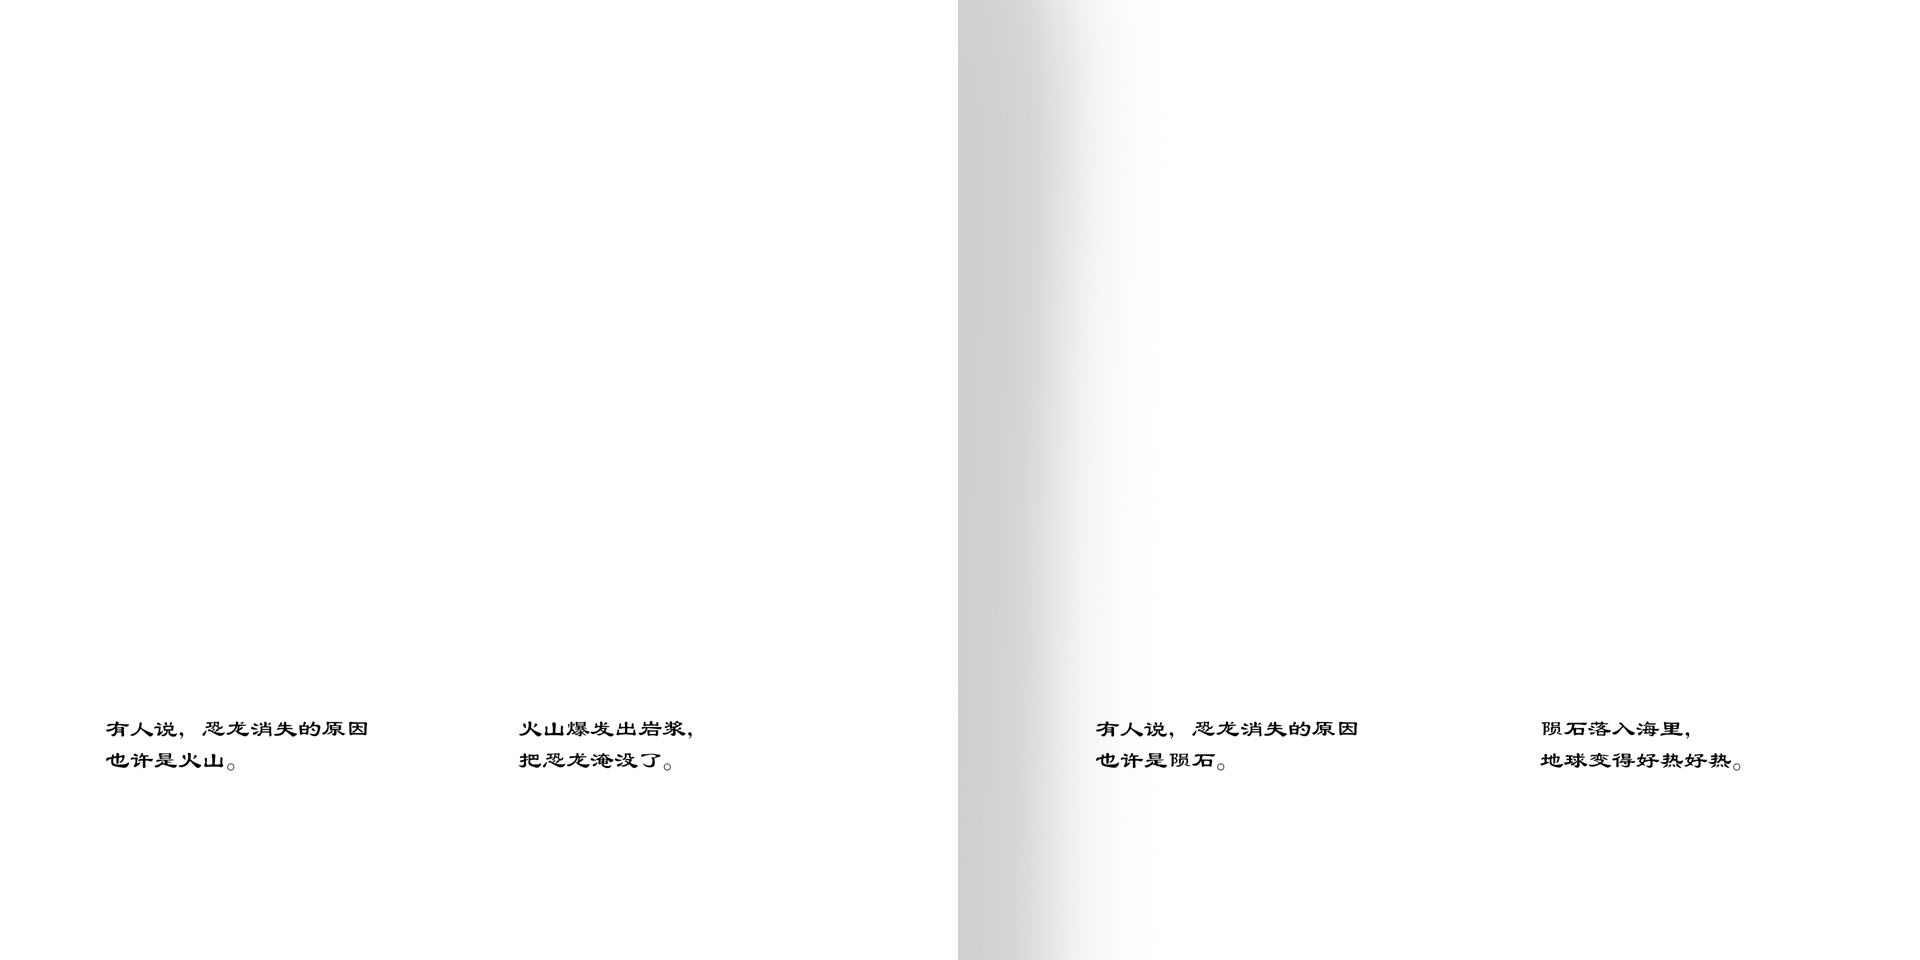 有人说，恐龙消失的原因
也许是火山。
火山爆发出岩浆，
把恐龙淹没了。
有人说，恐龙消失的原因
也许是陨石。
陨石落入海里，
地球变得好热好热。